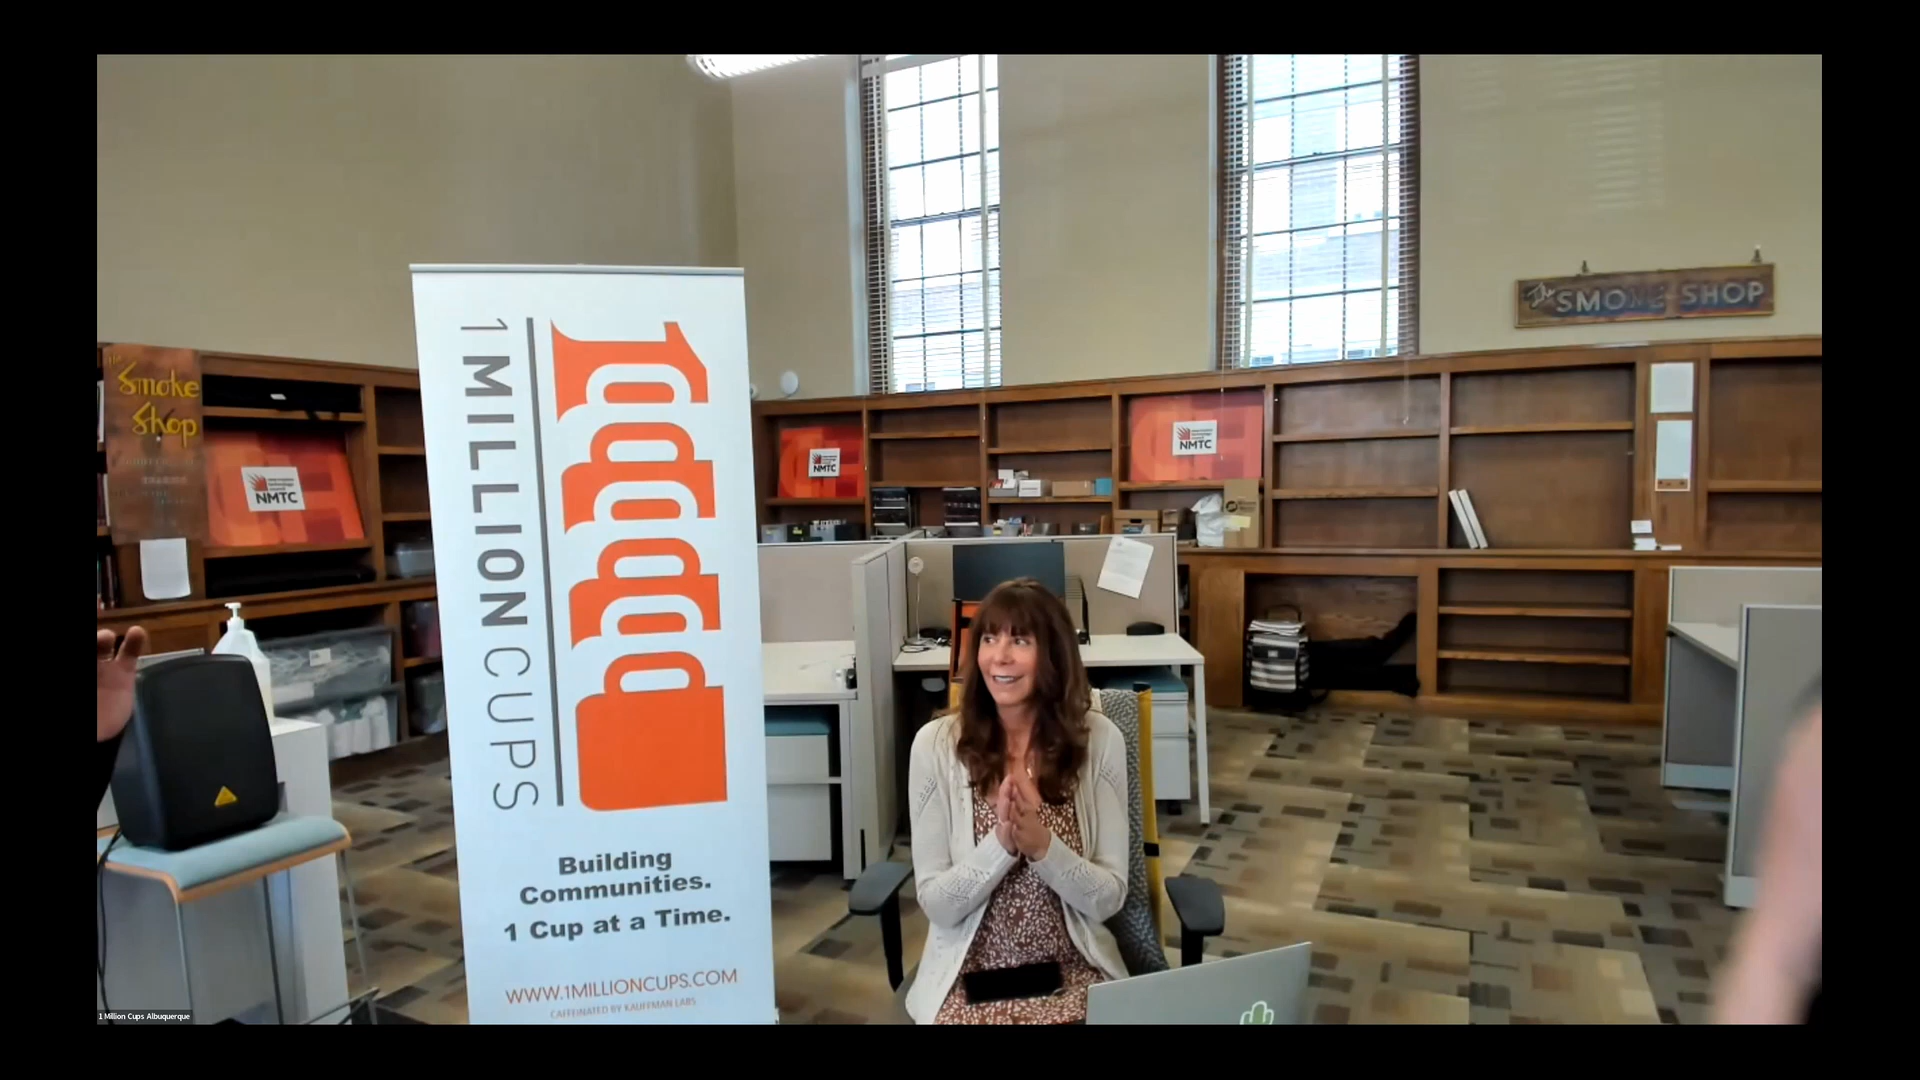 The
SMOKE SHOP
The
Smoke
Shop
NMTC
NMTC
NMTC
1 MILLION CUPS
Building
Communities.
1 Cup at a Time.
WWW.1MILLIONCUPS.COM
CAFFEINATED BY KAUFFMAN LABS
1 Million Cups Albuquerque